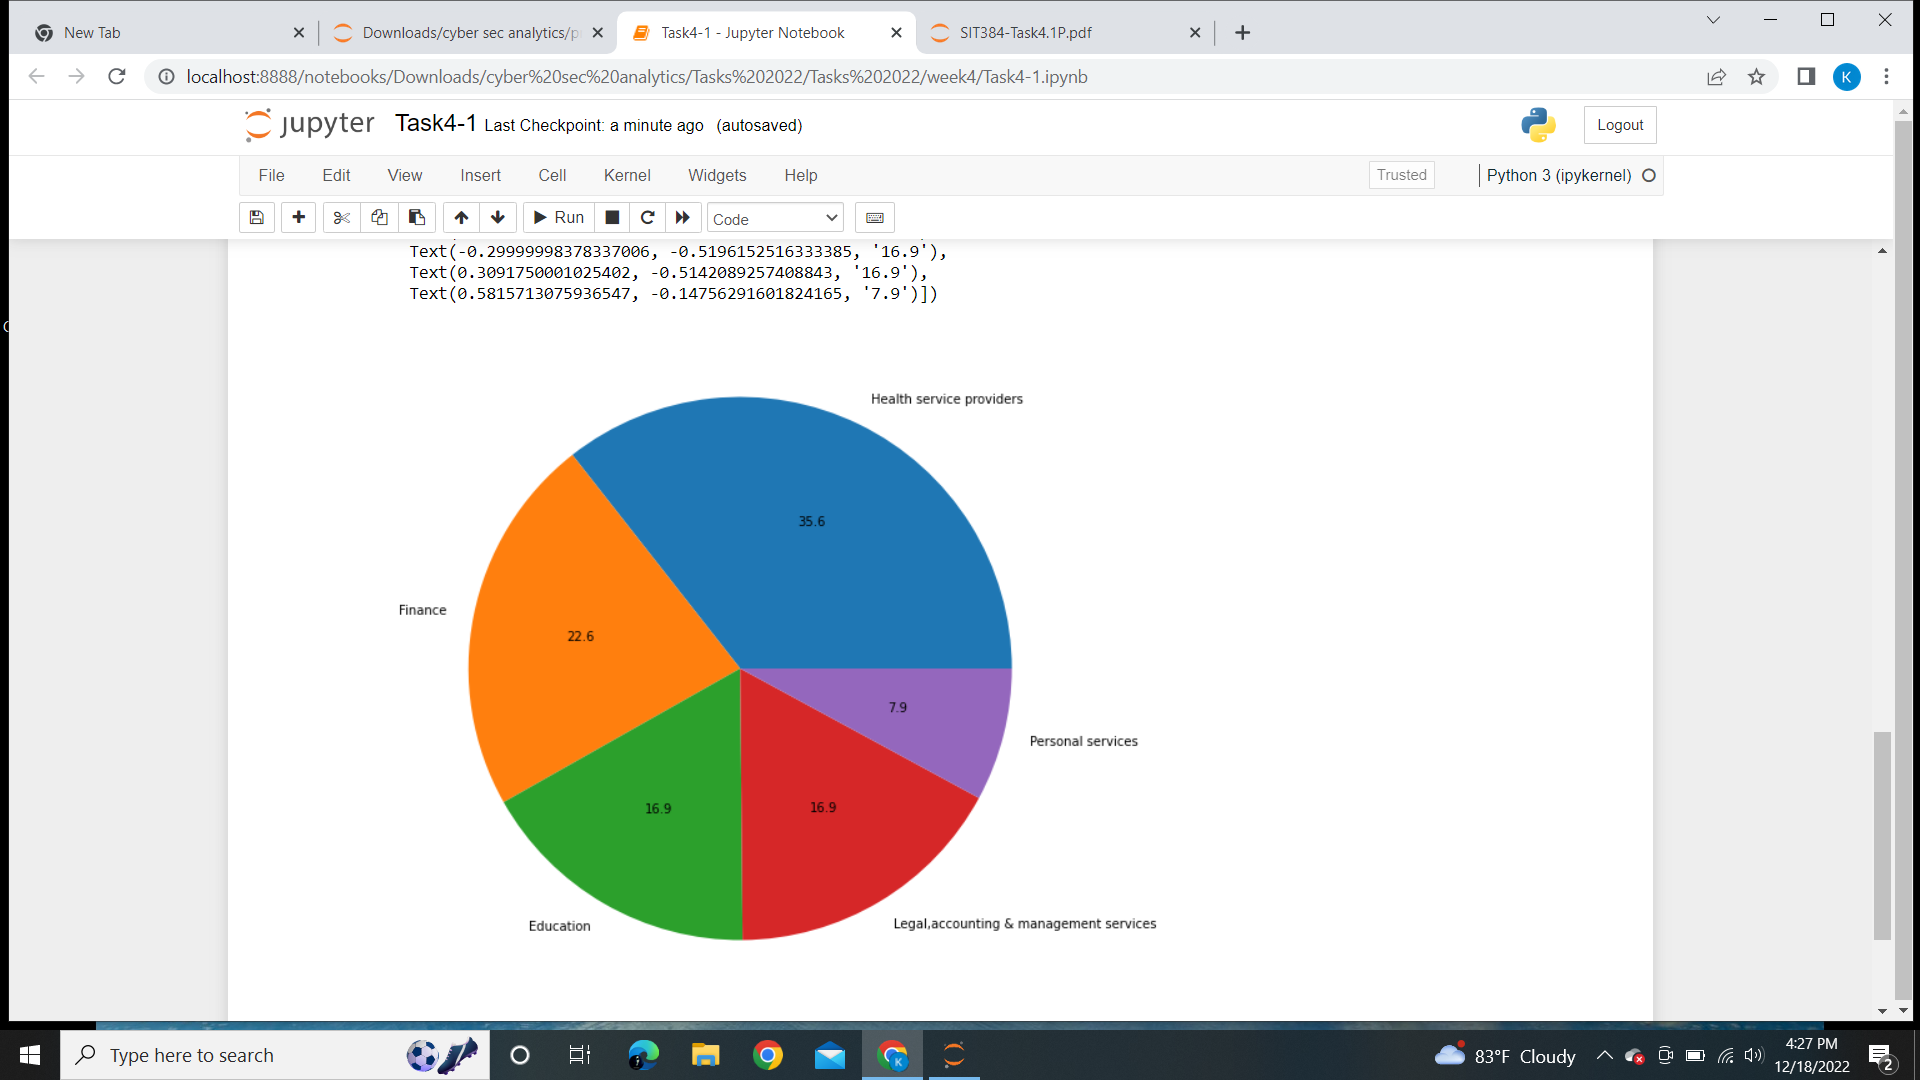 New Tab
Downloads/cyber sec analytics/p
Task4-1 - Jupyter Notebook
SIT384-Task4.1P.pdf
localhost:8888/notebooks/Downloads/cyber%20sec%20analytics/Tasks%202022/Tasks%202022/week4/Task4-1.ipynb
K
jupyter Task4-1 Last Checkpoint: a minute ago (autosaved)
Logout
File Edit View Insert Cell Kernel Widgets Help
Trusted
Python 3 (ipykernel)
Run
Code
Text(-0.29999998378337006, -0.5196152516333385, '16.9'),
Text(0.3091750001025402, -0.5142089257408843, '16.9'),
Text(0.5815713075936547, -0.14756291601824165, '7.9')])
Health service providers
35.6
Finance
22.6
7.9
Personal services
16.9
16.9
Legal,accounting & management services
Education
Type here to search
K
83°F Cloudy
4:27 PM
12/18/2022
2